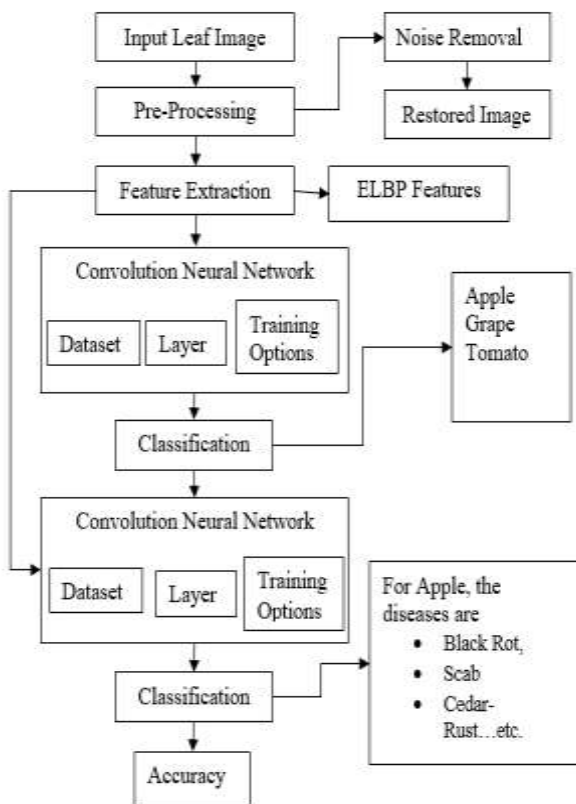 Input Leaf Image
Noise Removal
Pre-Processing
Restored Image
Feature Extraction
ELBP Features
Convolution Neural Network
Dataset
Layer
Training
Options
Apple
Grape
Tomato
Classification
Convolution Neural Network
Dataset
Layer
Training
Options
For Apple, the
diseases are
• Black Rot,
• Scab
• Cedar-
Rust...etc.
Classification
Accuracy